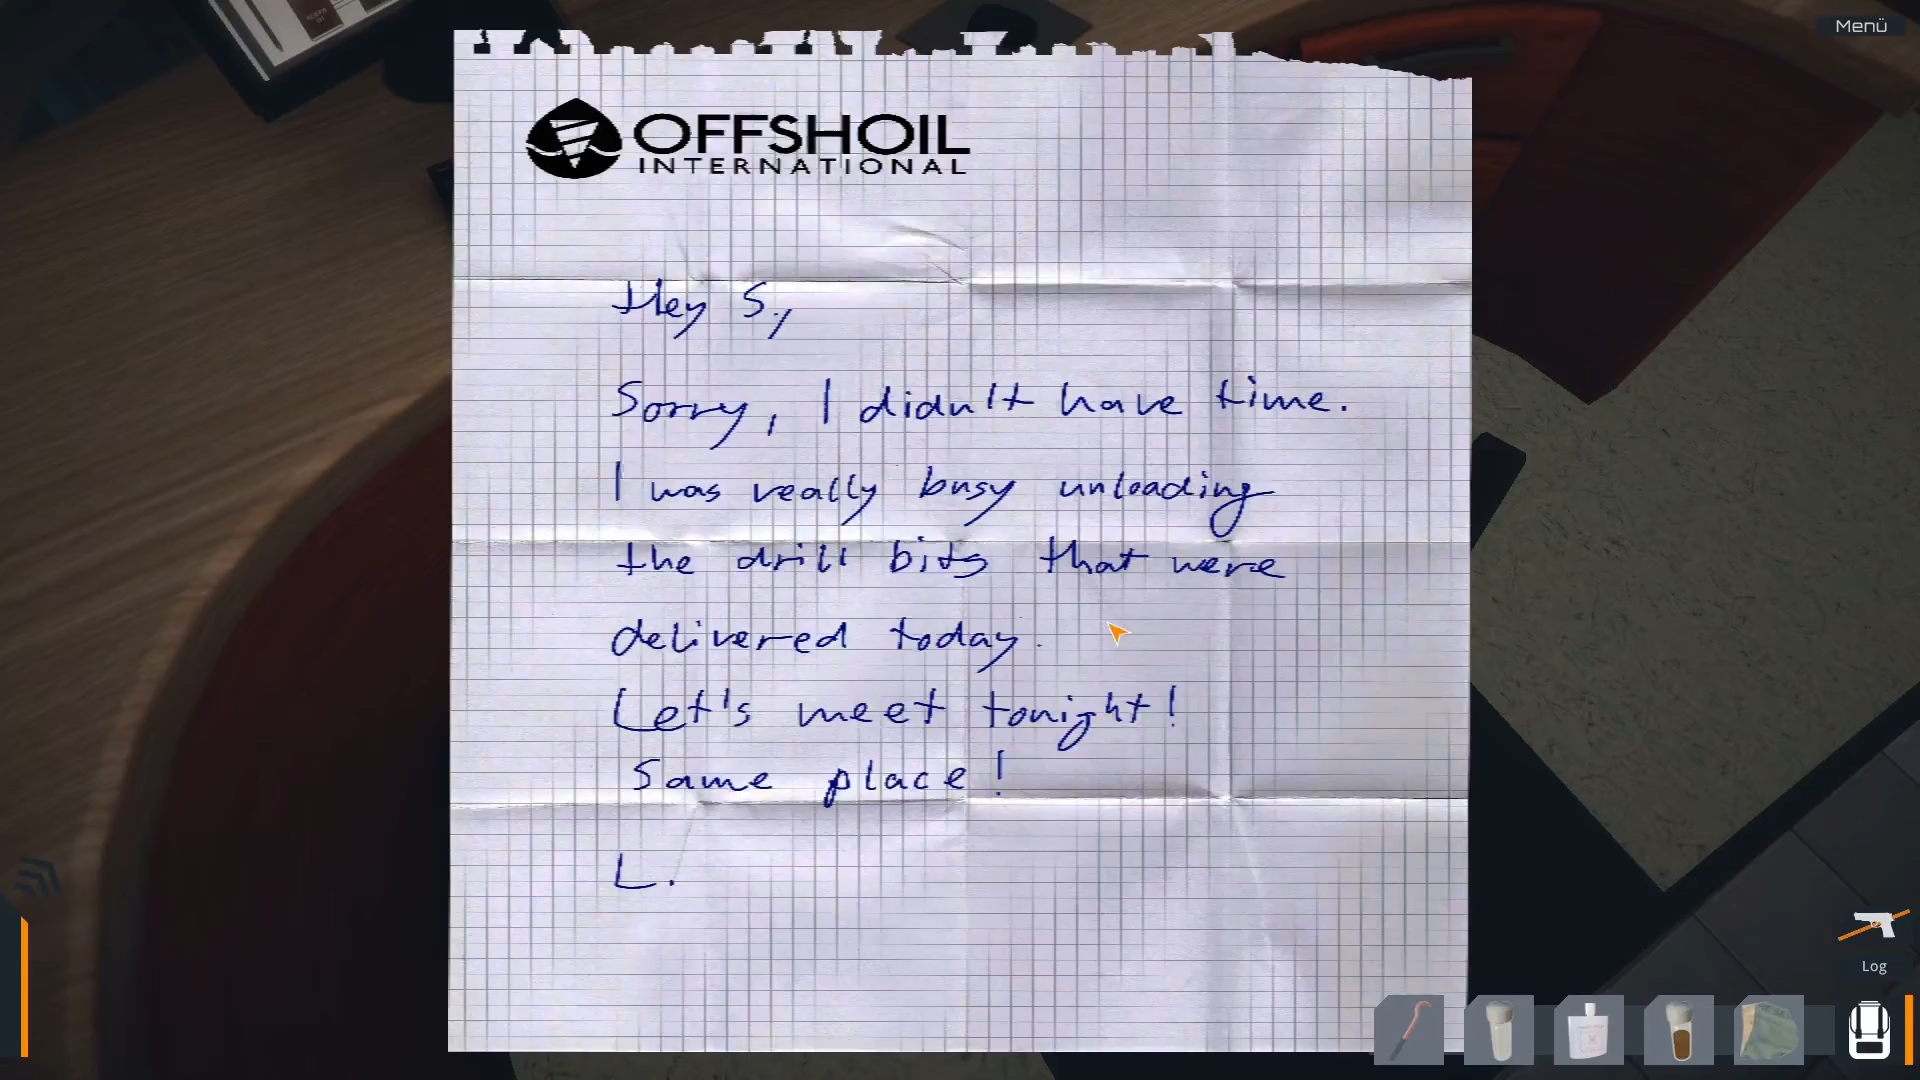 Menü
OFFSHOIL
INTERNATIONAL
Hey S.,
Sorry, I didn't have time.
I was really busy unloading
the drill bits that were
delivered today.
Let's meet tonight!
Same place!
L.
Log